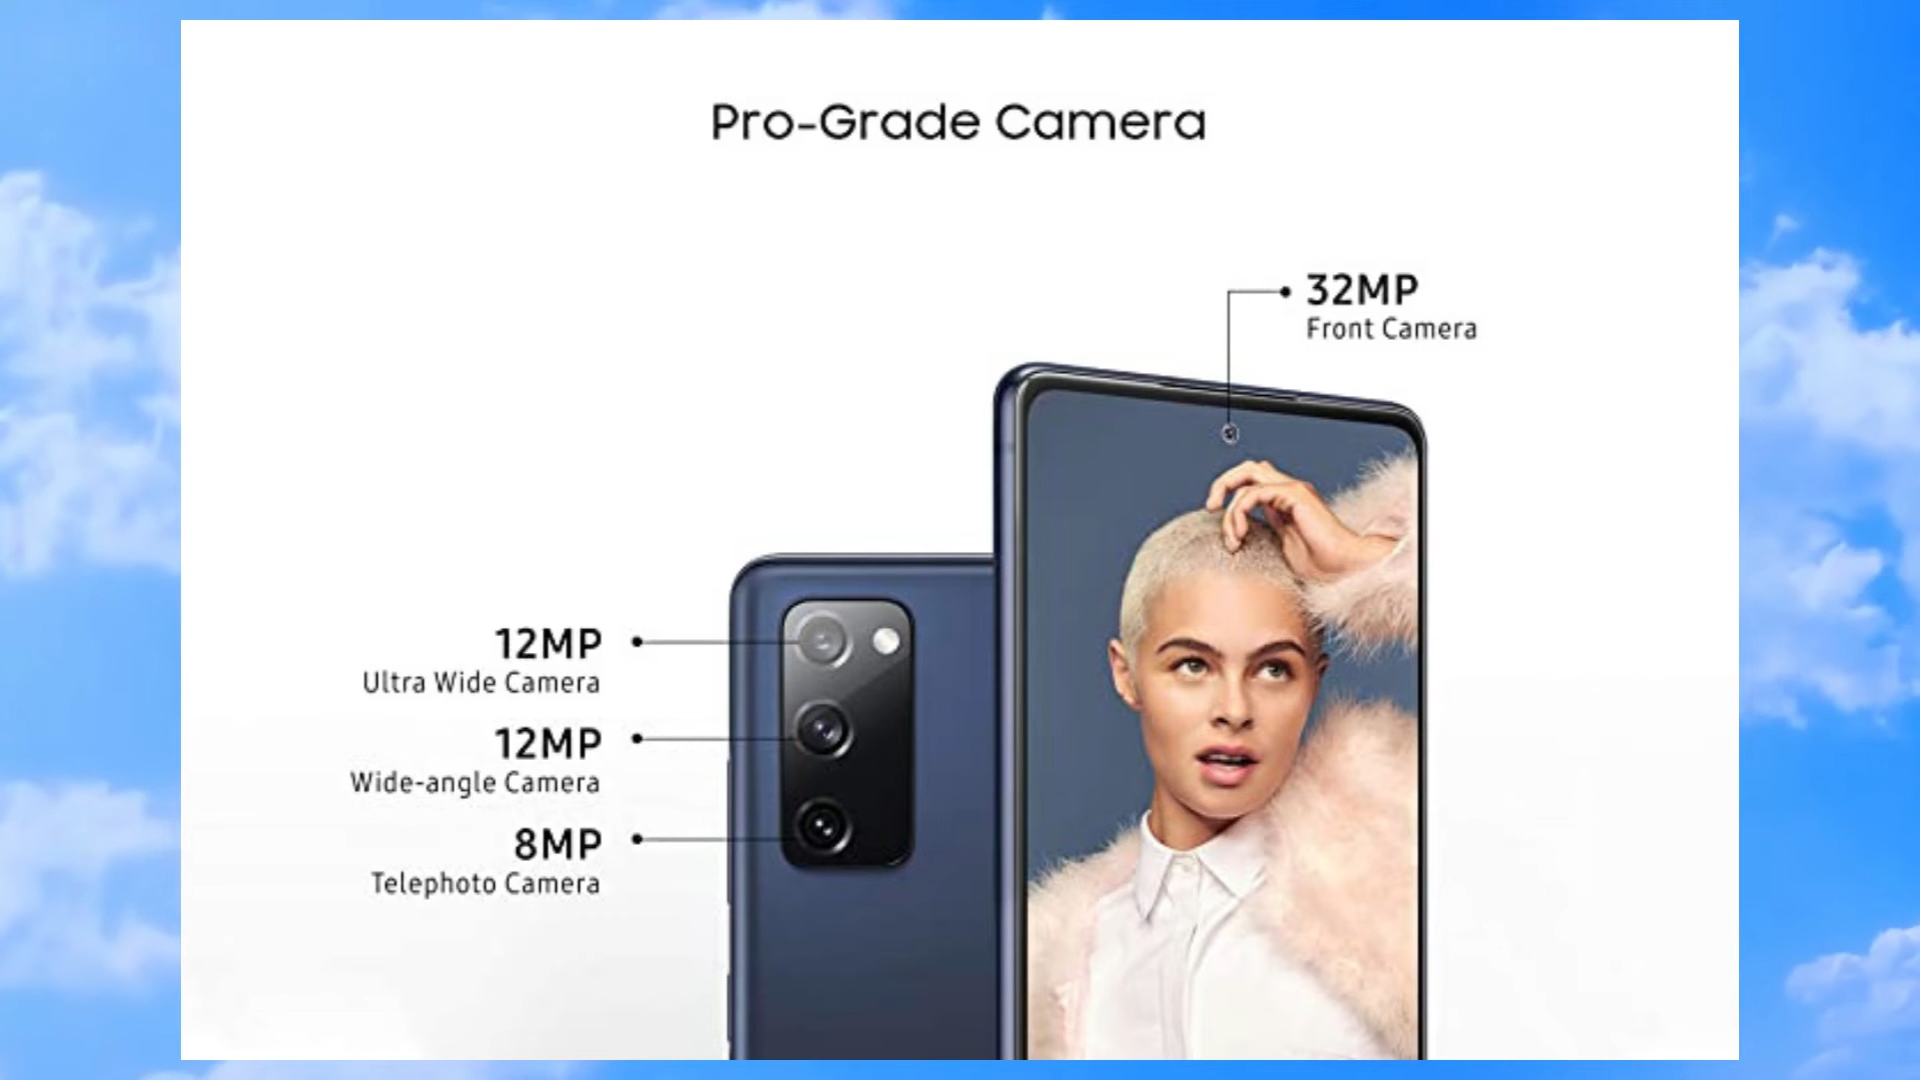 Pro-Grade Camera
32MP
Front Camera
12MP
Ultra Wide Camera
12MP
Wide-angle Camera
8MP
Telephoto Camera